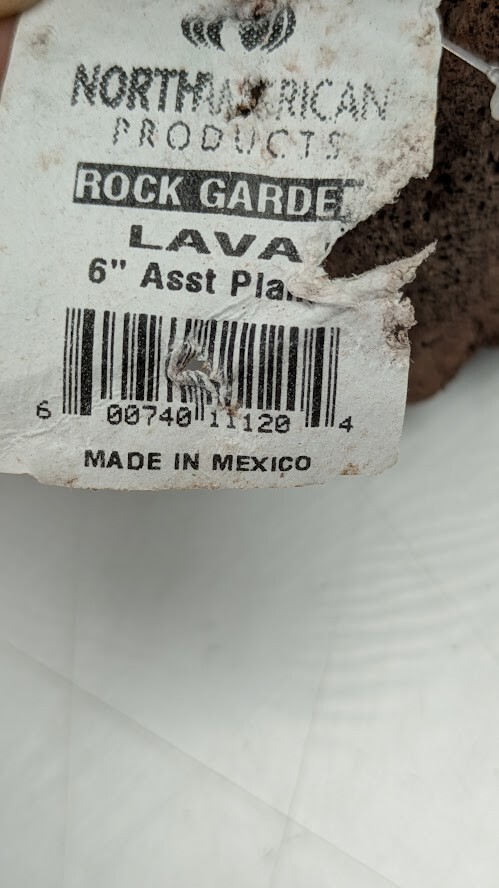 NORTH AMERICAN
PRODUCTS
ROCK GARDE
LAVA
6" Asst Pla
6 00740 11120 4
MADE IN MEXICO